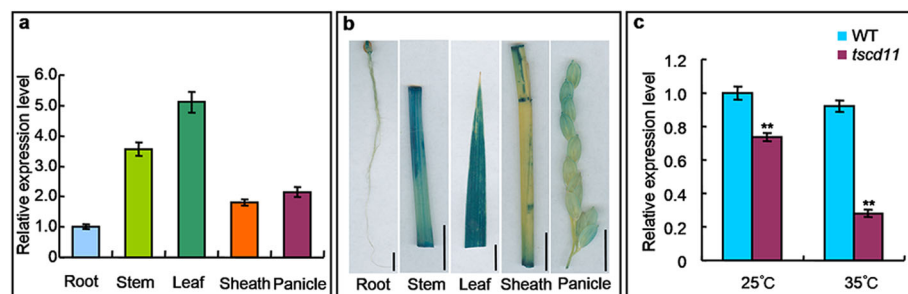 a
Relative expression level
6.0
5.0
4.0
3.0
2.0
1.0
0.0
Root Stem Leaf Sheath Panicle
b
Root Stem Leaf Sheath Panicle
c
WT
tscd11
Relative expression level
1.2
1.0
0.8
0.6
0.4
0.2
0
**
**
25°C 35°C